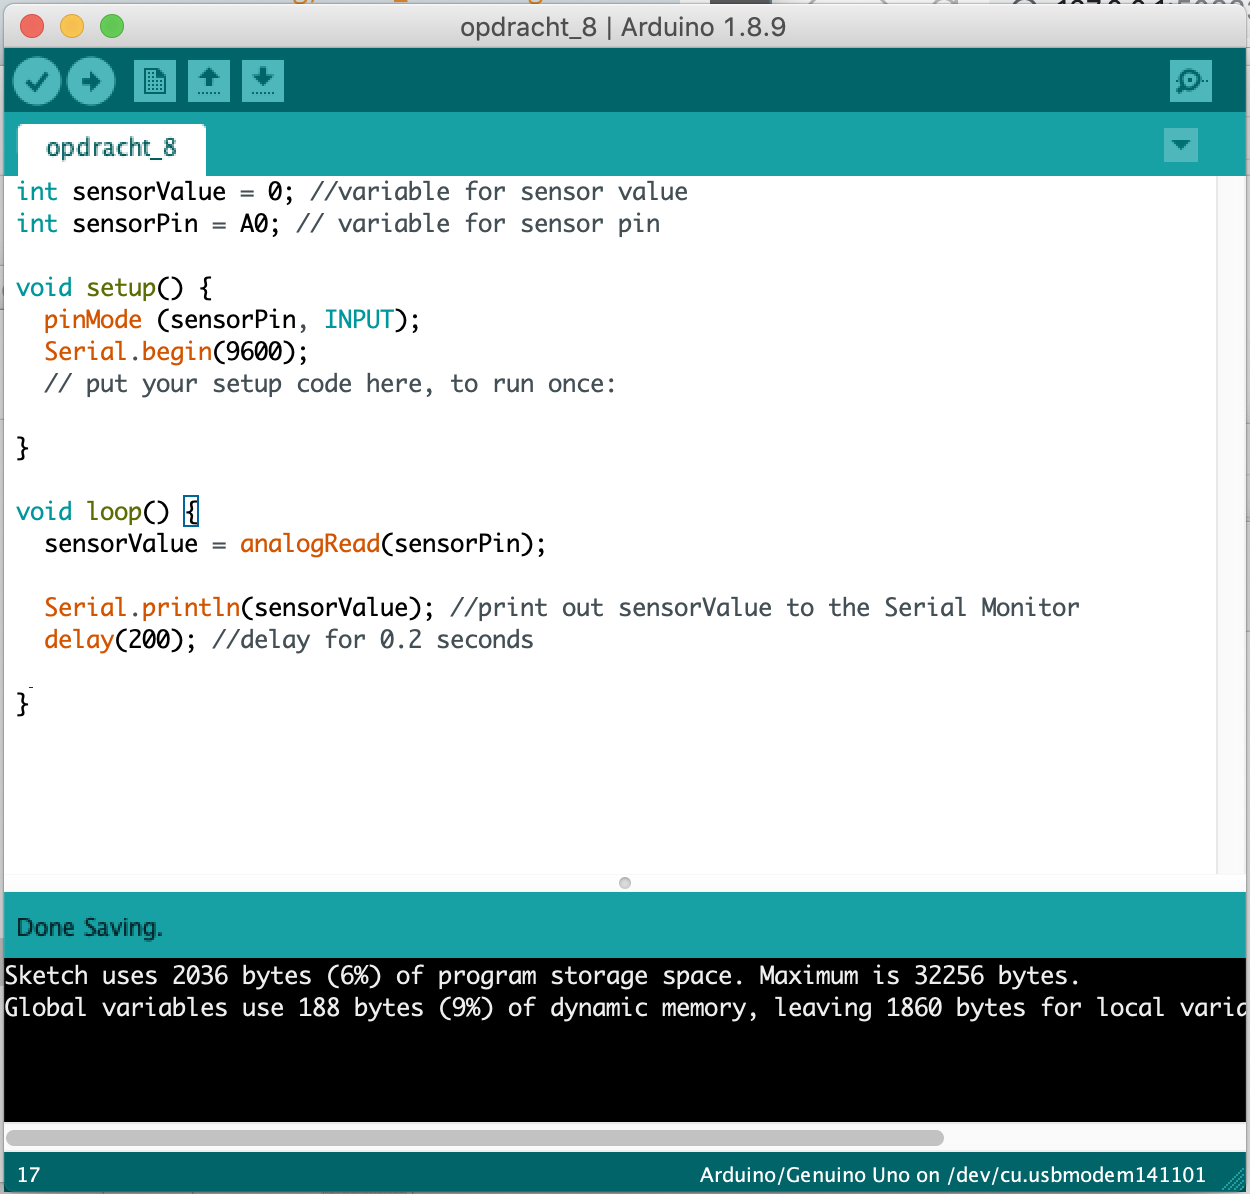 opdracht_8 | Arduino 1.8.9
opdracht_8
int sensorValue = 0; //variable for sensor value
int sensorPin = A0; // variable for sensor pin
void setup() {
pinMode (sensorPin, INPUT);
Serial.begin(9600);
// put your setup code here, to run once:
}
void loop() {
sensorValue = analogRead(sensorPin);
Serial.println(sensorValue); //print out sensorValue to the Serial Monitor
delay(200); //delay for 0.2 seconds
}
Done Saving.
Sketch uses 2036 bytes (6%) of program storage space. Maximum is 32256 bytes.
Global variables use 188 bytes (9%) of dynamic memory, leaving 1860 bytes for local
17
Arduino/Genuino Uno on /dev/cu.usbmodem141101